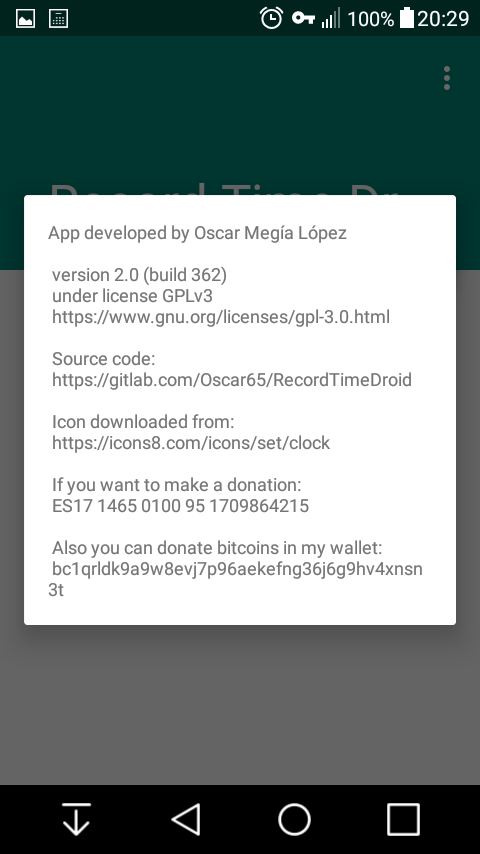 100% 20:29
Record Time Dr
App developed by Oscar Megía López
version 2.0 (build 362)
under license GPLv3
https://www.gnu.org/licenses/gpl-3.0.html
Source code:
https://gitlab.com/Oscar65/RecordTimeDroid
Icon downloaded from:
https://icons8.com/icons/set/clock
If you want to make a donation:
ES17 1465 0100 95 1709864215
Also you can donate bitcoins in my wallet:
bc1qrldk9a9w8evj7p96aekefng36j6g9hv4xnsn
3t